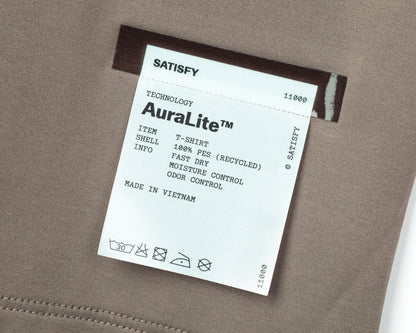 SATISFY
11000
TECHNOLOGY
AuraLite™
ITEM T-SHIRT
SHELL 100% PES (RECYCLED)
INFO FAST DRY
MOISTURE CONTROL
ODOR CONTROL
MADE IN VIETNAM
© SATISFY
11000